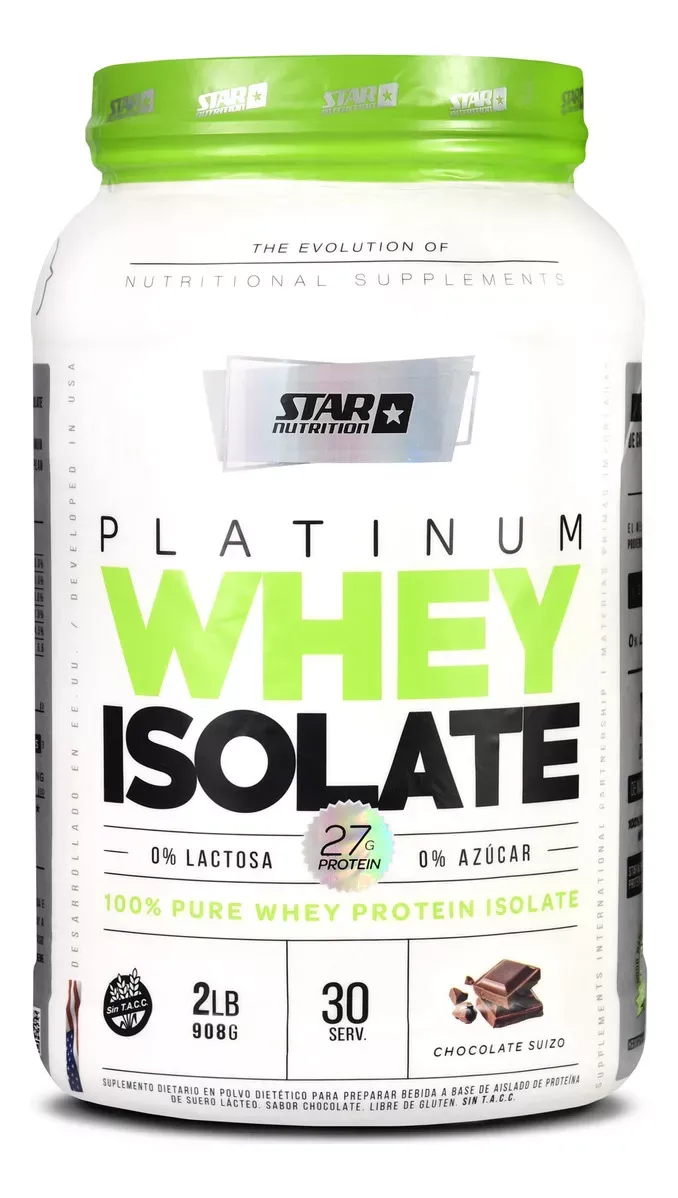 STAR NUTRITION
STAR NUTRITION
STAR NUTRITION
STAR
THE EVOLUTION OF
NUTRITIONAL SUPPLEMENTS
STAR
NUTRITION
PLATINUM
WHEY
ISOLATE
27G
PROTEIN
0% LACTOSA
0% AZÚCAR
100% PURE WHEY PROTEIN ISOLATE
Sin T.A.C.C.
2LB
908G
30
SERV.
CHOCOLATE SUIZO
SUPLEMENTO DIETARIO EN POLVO DIETÉTICO PARA PREPARAR BEBIDA A BASE DE AISLADO DE PROTEÍNA
DE SUERO LÁCTEO. SABOR CHOCOLATE. LIBRE DE GLUTEN. SIN T.A.C.C.
DESARROLLADO EN EE.UU. / DEVELOPED IN USA
SUPPLEMENTS INTERNATIONAL PARTNERSHIP | MATERIAS PRIMAS IMPORTADAS